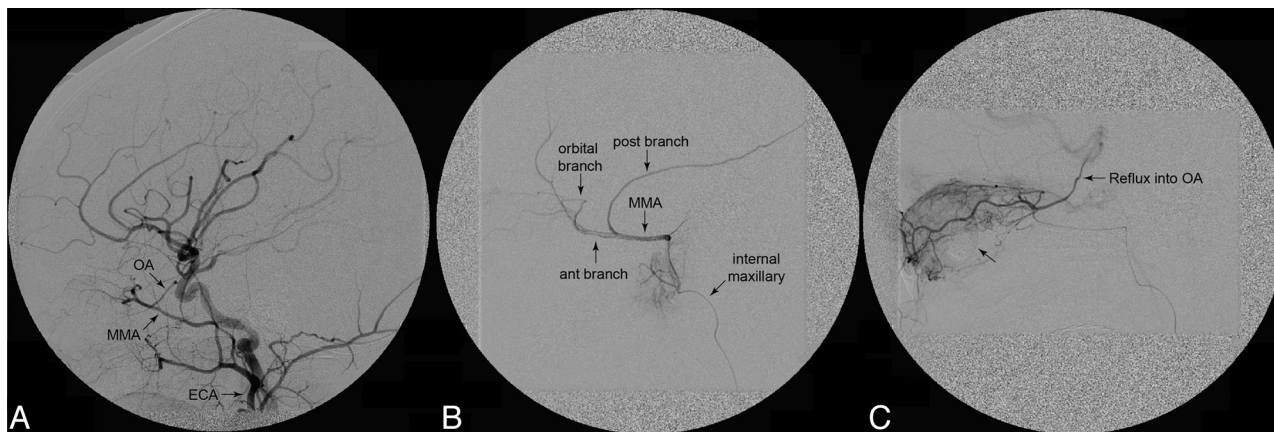 OA
MMA
ECA
A
orbital
branch
post branch
MMA
ant branch
internal
maxillary
B
Reflux into OA
C